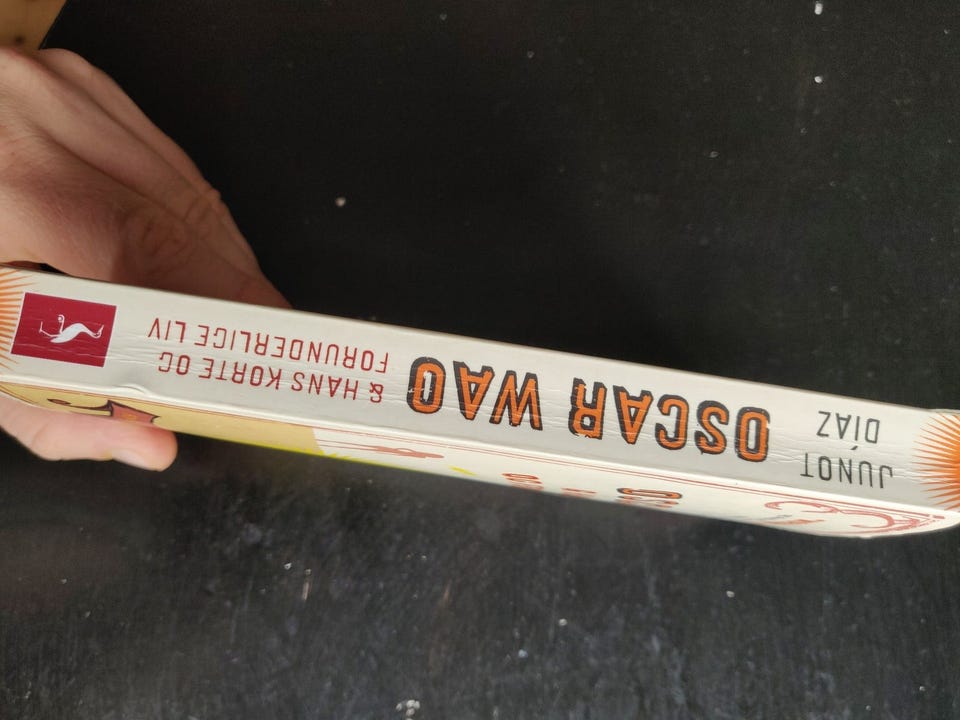 JUNOT
DÍAZ
OSCAR WAO
& HANS KORTE OG
FORUNDERLIGE LIV